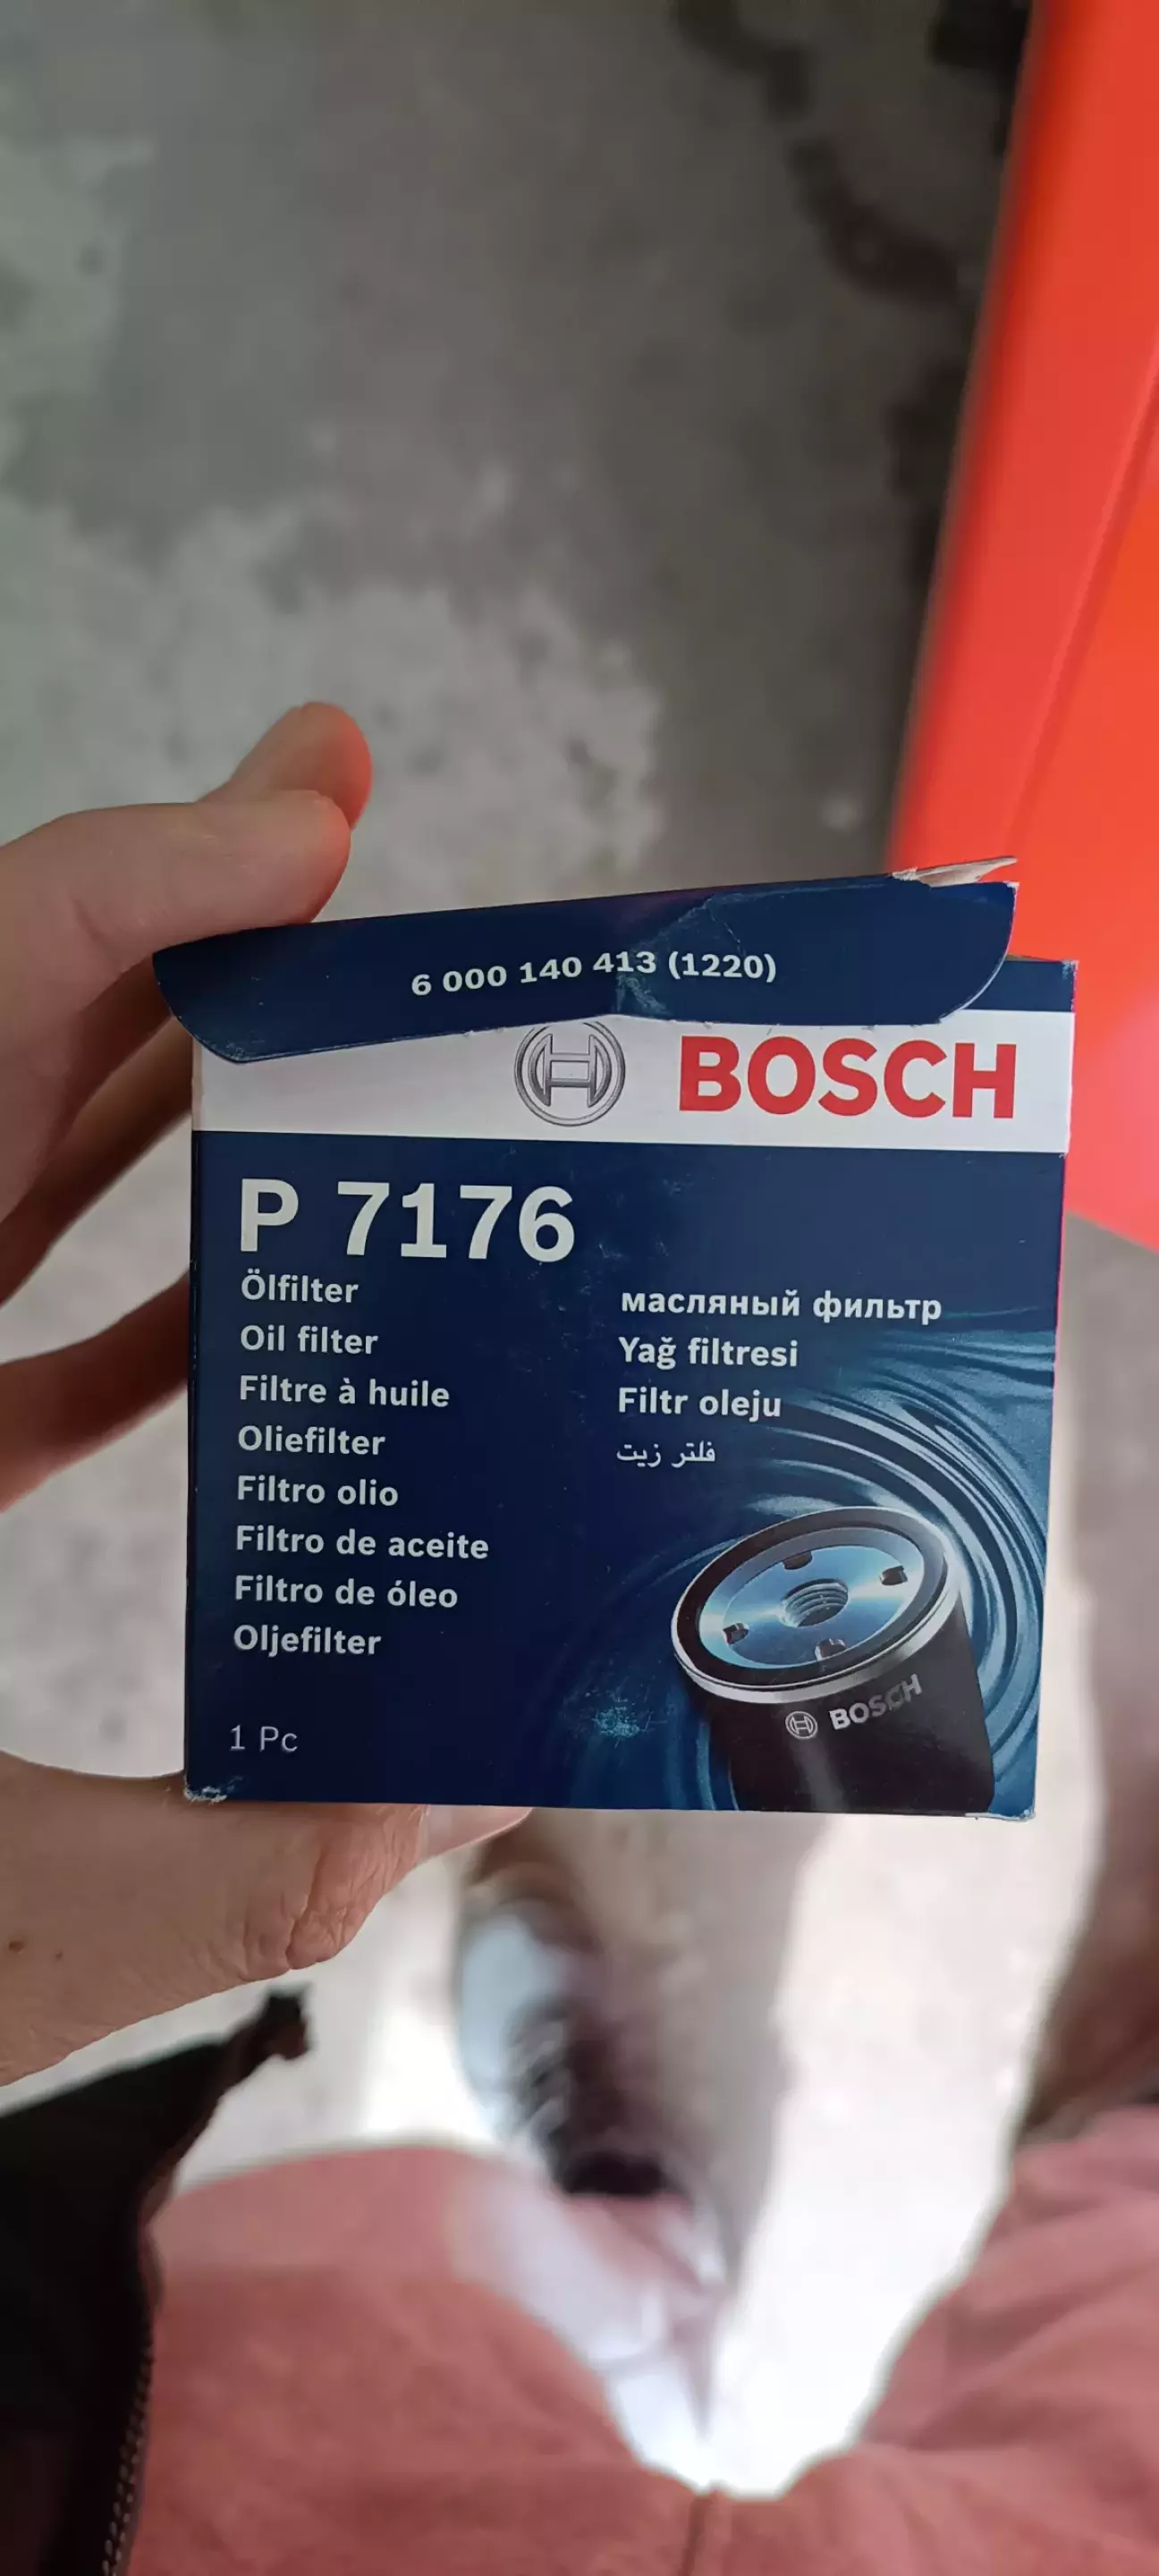 6 000 140 413 (1220)
BOSCH
P 7176
Ölfilter
Oil filter
Filtre à huile
Oliefilter
Filtro olio
Filtro de aceite
Filtro de óleo
Oljefilter
масляный фильтр
Yağ filtresi
Filtr oleju
فلتر زيت
BOSCH
1 Pc